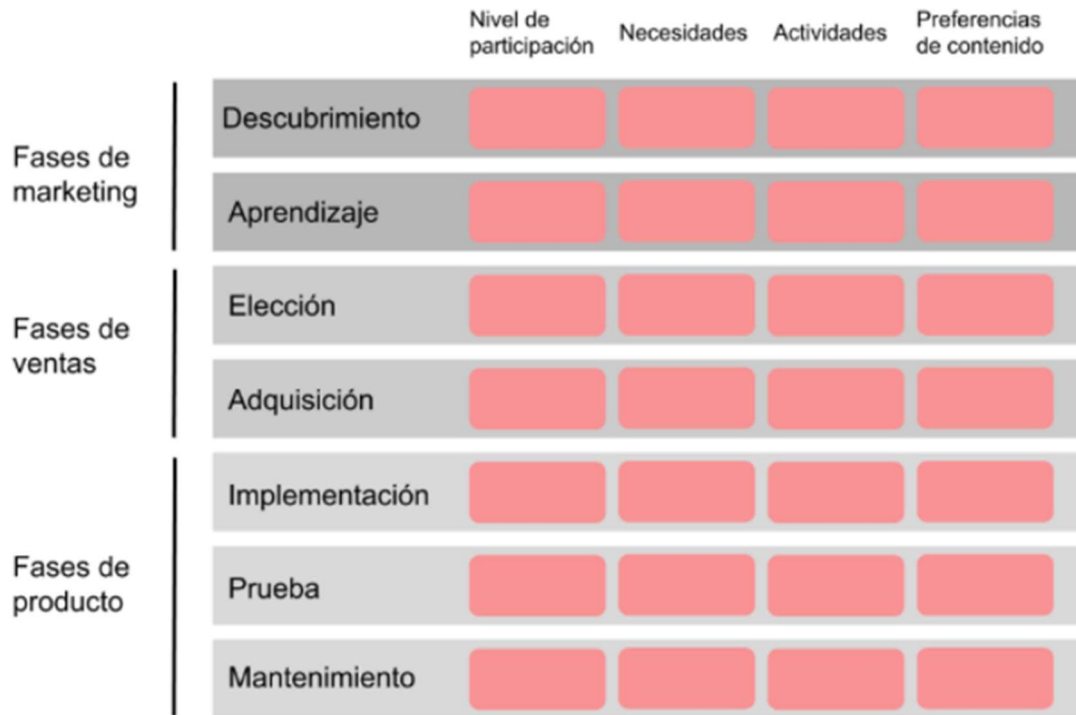 Nivel de
participación
Necesidades
Actividades
Preferencias
de contenido
Fases de
marketing
Descubrimiento
Aprendizaje
Fases de
ventas
Elección
Adquisición
Fases de
producto
Implementación
Prueba
Mantenimiento